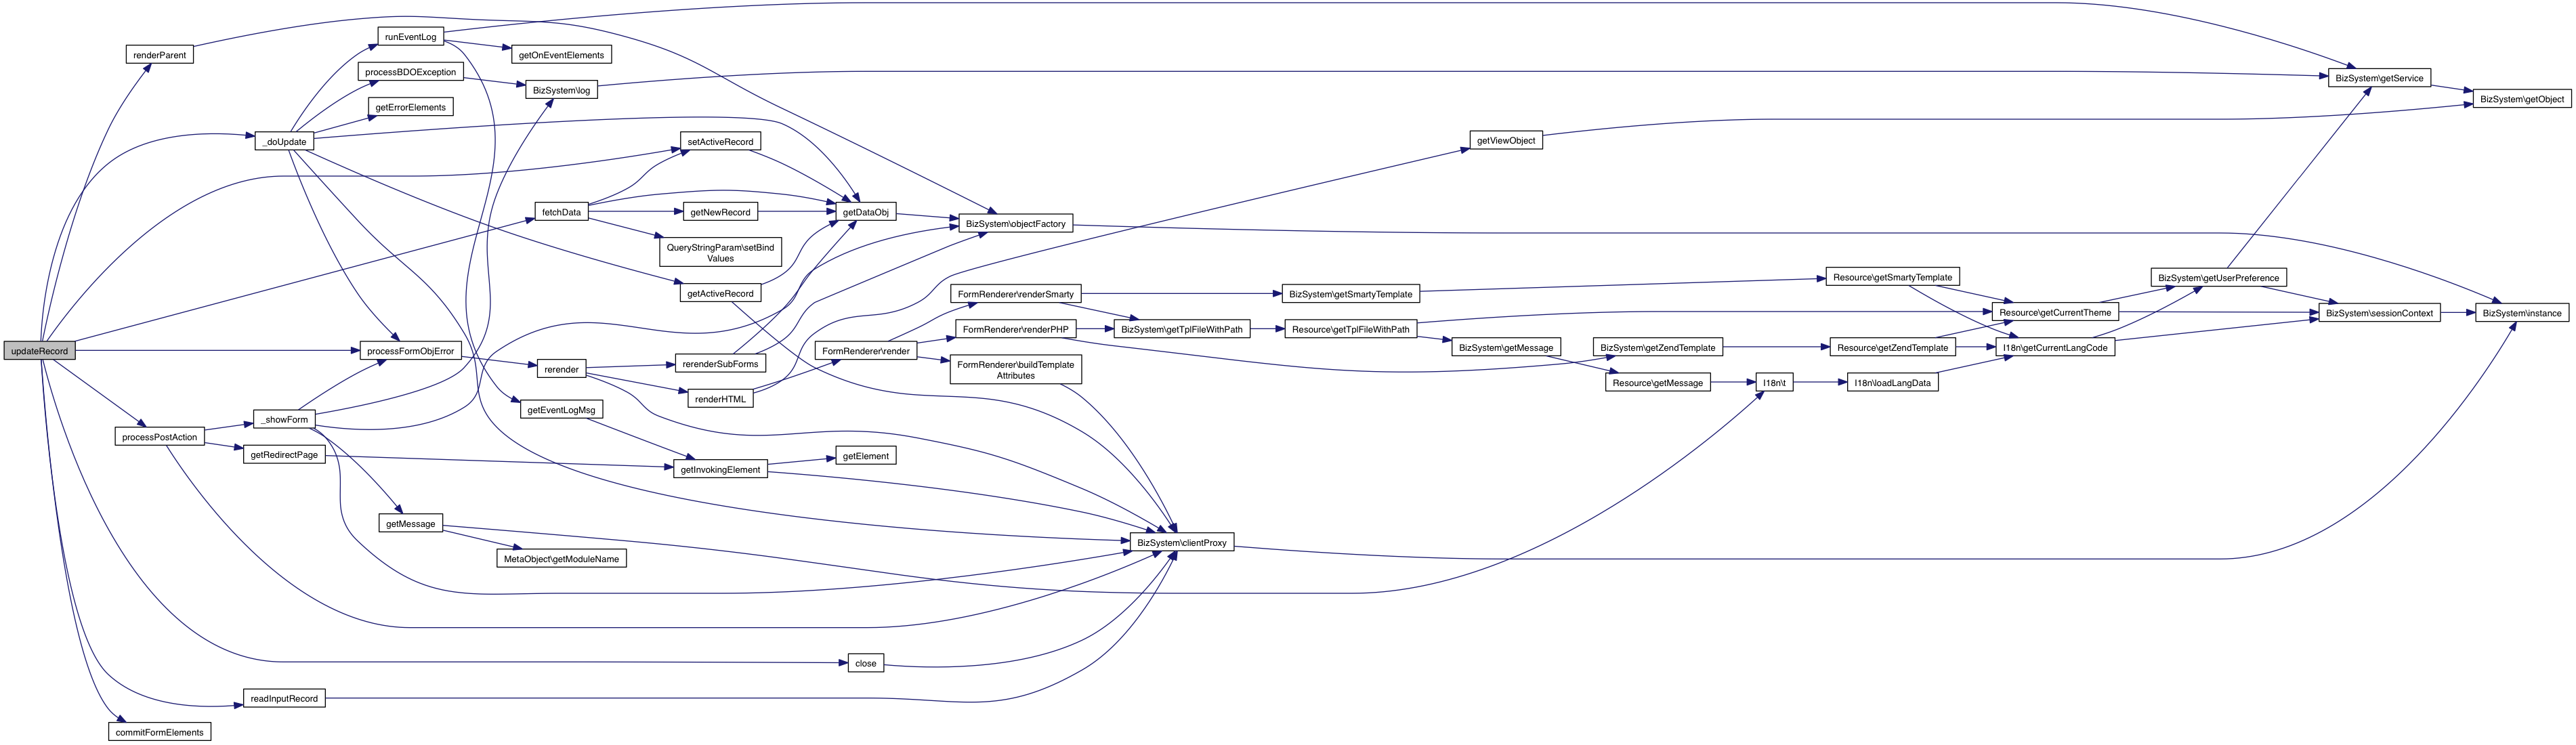 updateRecord
renderParent
_doUpdate
processPostAction
commitFormElements
_showForm
getRedirectPage
readInputRecord
runEventLog
processBDOException
getErrorElements
processFormObjError
getMessage
getOnEventElements
BizSystem\log
fetchData
rerender
getEventLogMsg
MetaObject\getModuleName
setActiveRecord
getNewRecord
QueryStringParam\setBind
Values
getActiveRecord
rerenderSubForms
renderHTML
getInvokingElement
getDataObj
FormRenderer\render
getElement
close
BizSystem\objectFactory
FormRenderer\renderSmarty
FormRenderer\renderPHP
FormRenderer\buildTemplate
Attributes
BizSystem\getTplFileWithPath
BizSystem\clientProxy
BizSystem\getSmartyTemplate
Resource\getTplFileWithPath
getViewObject
BizSystem\getMessage
BizSystem\getZendTemplate
Resource\getMessage
I18n\t
Resource\getSmartyTemplate
Resource\getZendTemplate
I18n\loadLangData
Resource\getCurrentTheme
I18n\getCurrentLangCode
BizSystem\getUserPreference
BizSystem\getService
BizSystem\sessionContext
BizSystem\getObject
BizSystem\instance